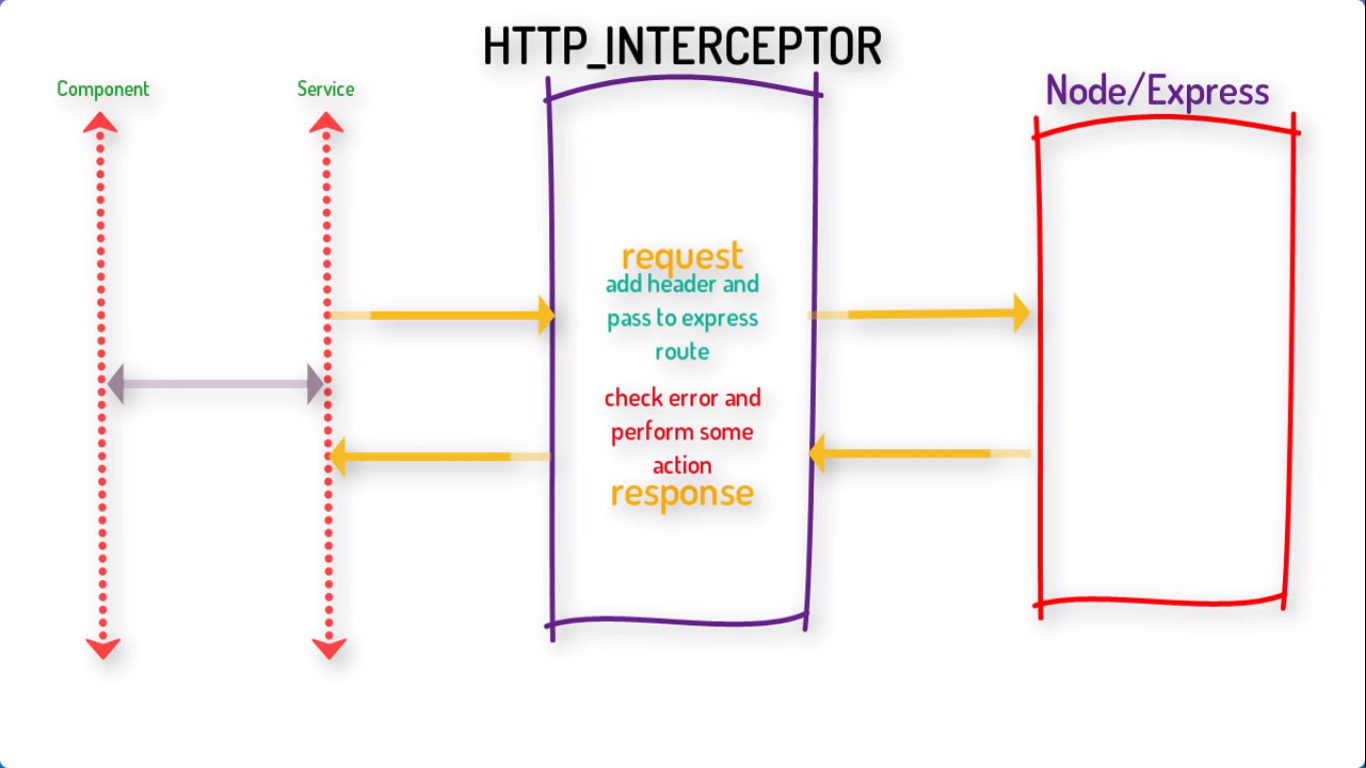 HTTP_INTERCEPTOR
Component
Service
Node/Express
request
add header and
pass to express
route
check error and
perform some
action
response